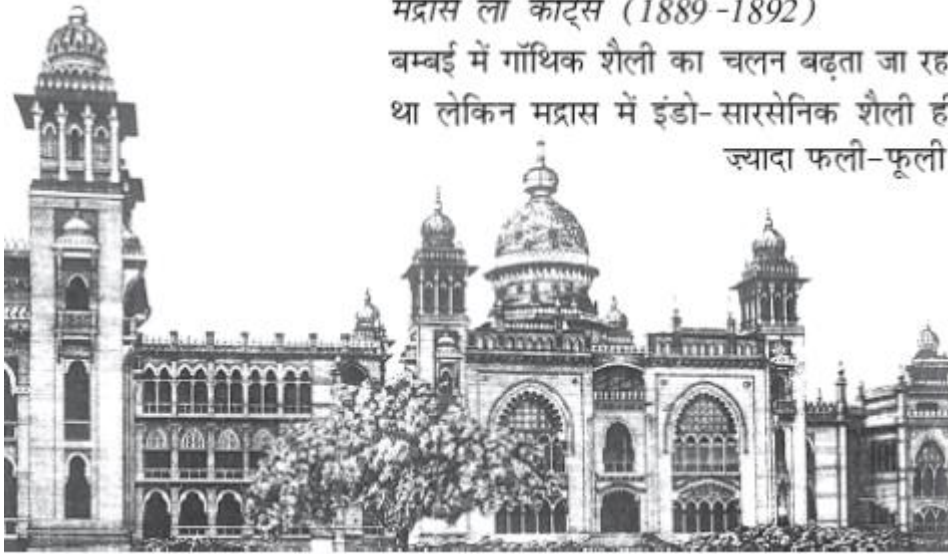 मद्रास लॉ कोर्ट्स (1889-1892)
बम्बई में गॉथिक शैली का चलन बढ़ता जा रह
था लेकिन मद्रास में इंडो-सारसेनिक शैली ही
ज़्यादा फली-फूली